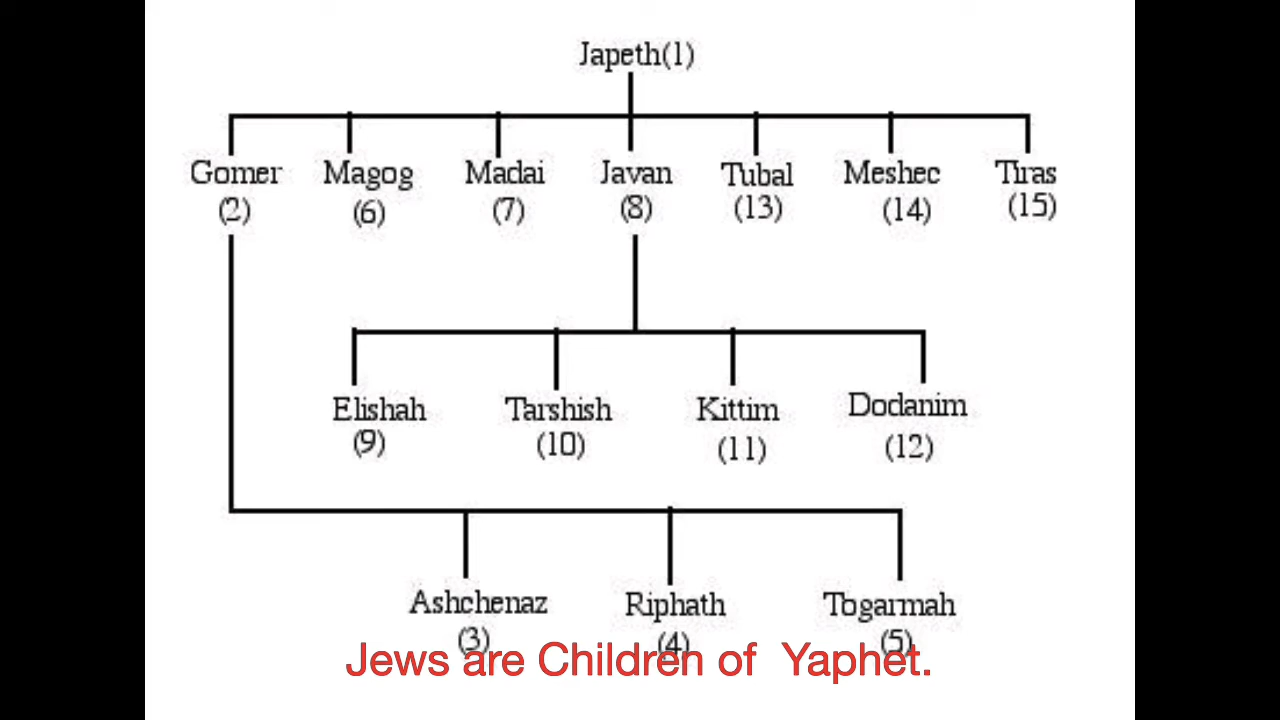 Japeth(1)
Gomer Magog Madai Javan Tubal Meshec Tiras
(2) (6) (7) (8) (13) (14) (15)
Elishah Tarshish Kittim Dodanim
(9) (10) (11) (12)
Ashchenaz Riphath Togarmah
(3) (4) (5)
Jews are Children of Yaphet.